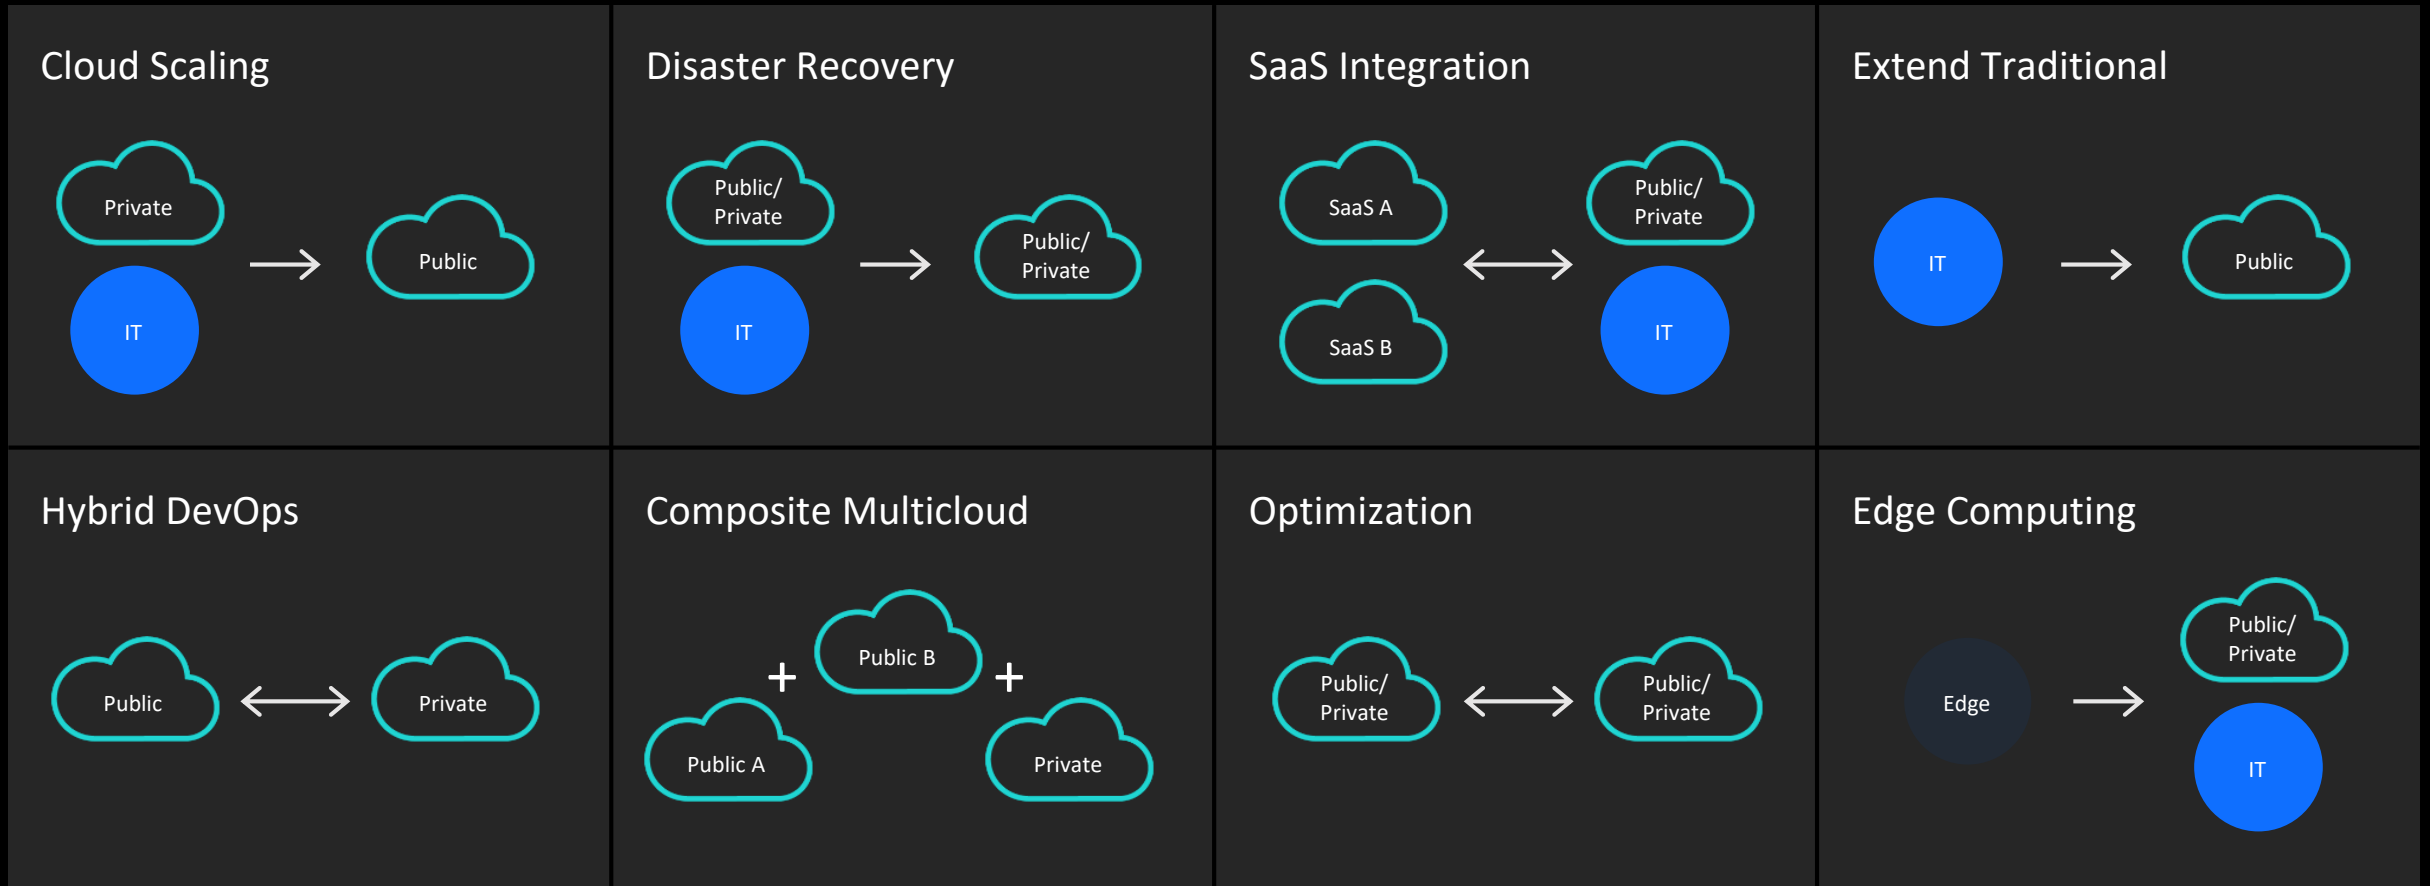 Cloud Scaling
Private
IT
Public
Disaster Recovery
Public/
Private
IT
Public/
Private
SaaS Integration
SaaS A
SaaS B
Public/
Private
IT
Extend Traditional
IT
Public
Hybrid DevOps
Public
Private
Composite Multicloud
Public A
+
Public B
+
Private
Optimization
Public/
Private
Public/
Private
Edge Computing
Edge
Public/
Private
IT